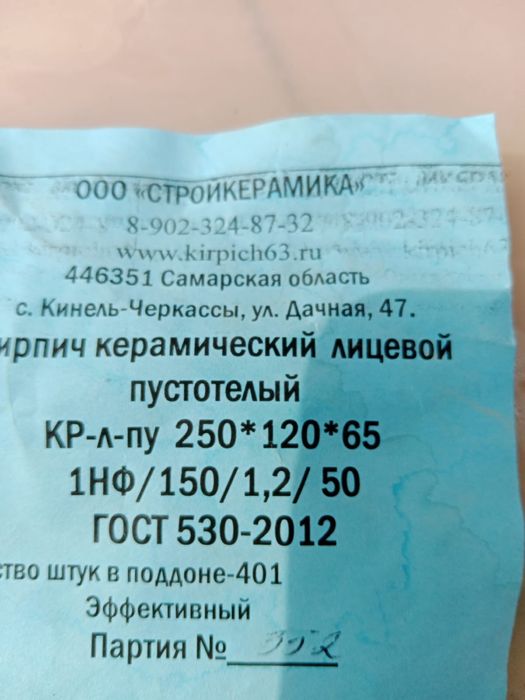 ООО «СТРОЙКЕРАМИКА»
8-902-324-87-32
www.kirpich63.ru
446351 Самарская область
с. Кинель-Черкассы, ул. Дачная, 47.
ирпич керамический лицевой
пустотелый
КР-л-пу 250*120*65
1НФ/150/1,2/ 50
ГОСТ 530-2012
ство штук в поддоне-401
Эффективный
Партия № 352